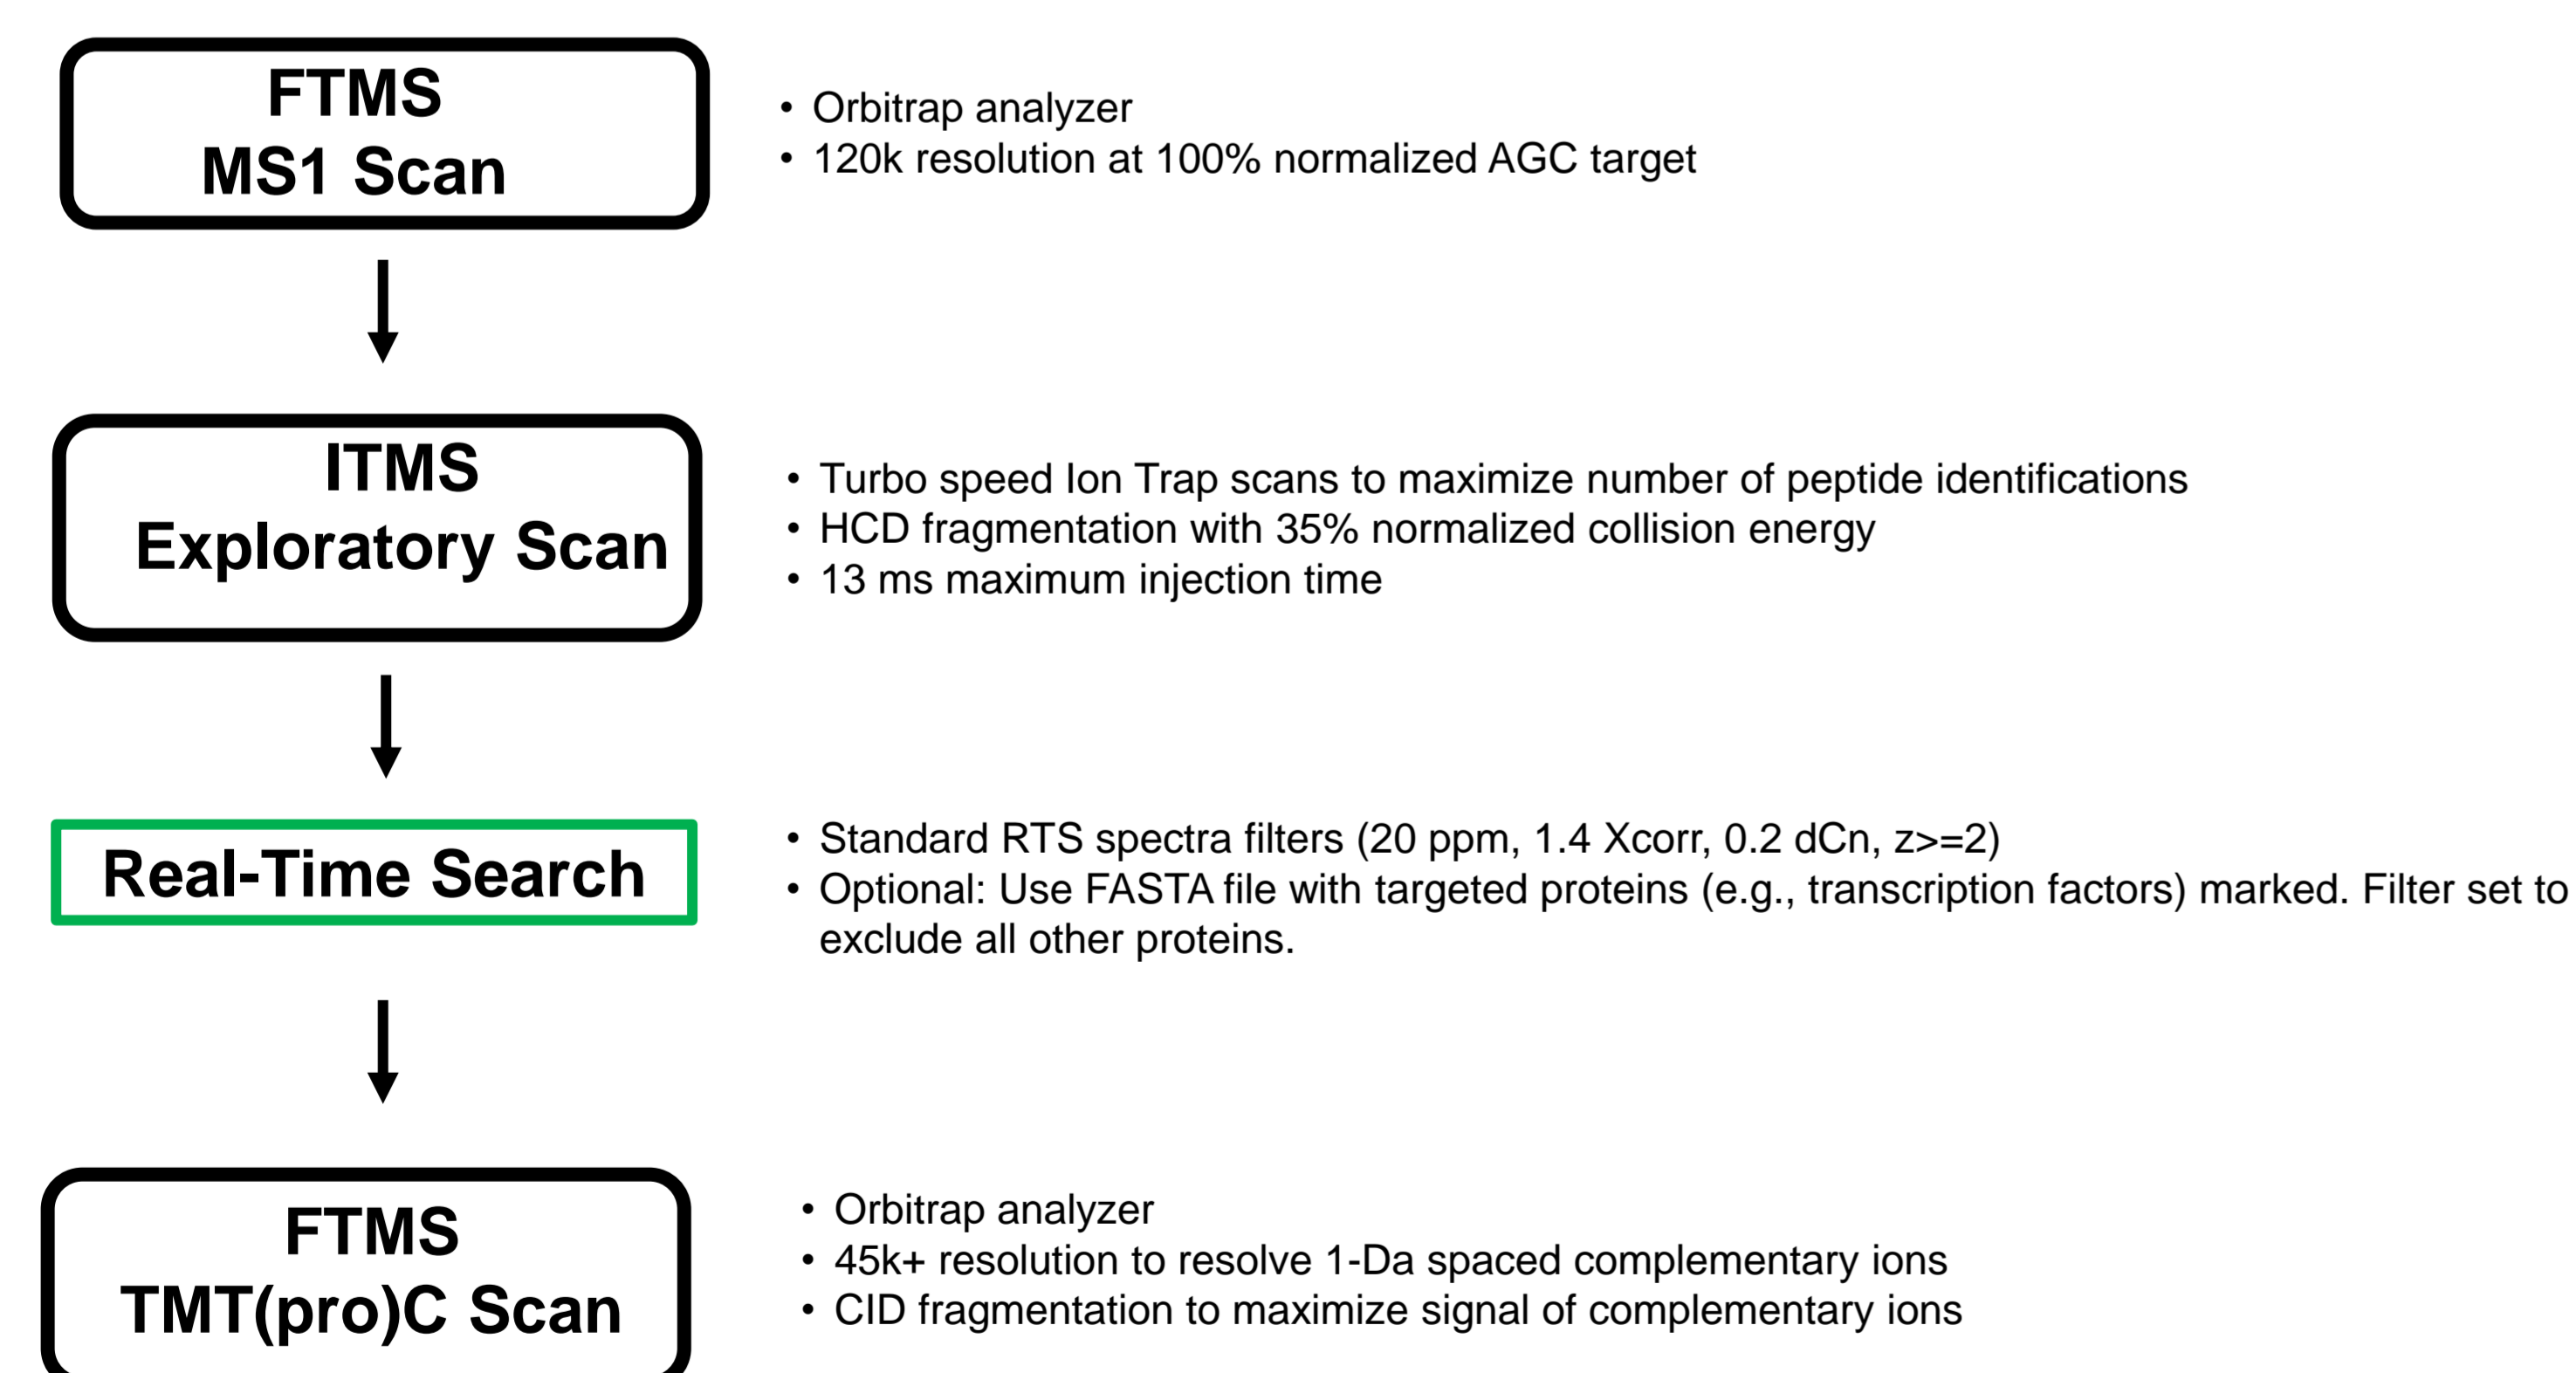 FTMS
MS1 Scan
• Orbitrap analyzer
• 120k resolution at 100% normalized AGC target
ITMS
Exploratory Scan
• Turbo speed Ion Trap scans to maximize number of peptide identifications
• HCD fragmentation with 35% normalized collision energy
• 13 ms maximum injection time
Real-Time Search
• Standard RTS spectra filters (20 ppm, 1.4 Xcorr, 0.2 dCn, z>=2)
• Optional: Use FASTA file with targeted proteins (e.g., transcription factors) marked. Filter set to
exclude all other proteins.
FTMS
TMT(pro)C Scan
• Orbitrap analyzer
• 45k+ resolution to resolve 1-Da spaced complementary ions
• CID fragmentation to maximize signal of complementary ions